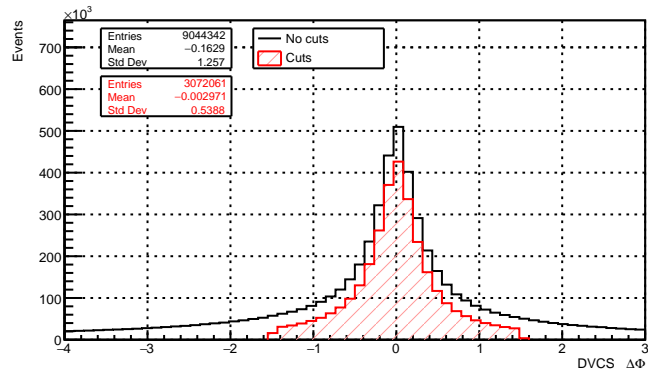 ×10³
Events
700
600
500
400
300
200
100
0
Entries 9044342
Mean −0.1629
Std Dev 1.257
Entries 3072061
Mean −0.002971
Std Dev 0.5388
No cuts
Cuts
−4 −3 −2 −1 0 1 2 3
DVCS ΔΦ